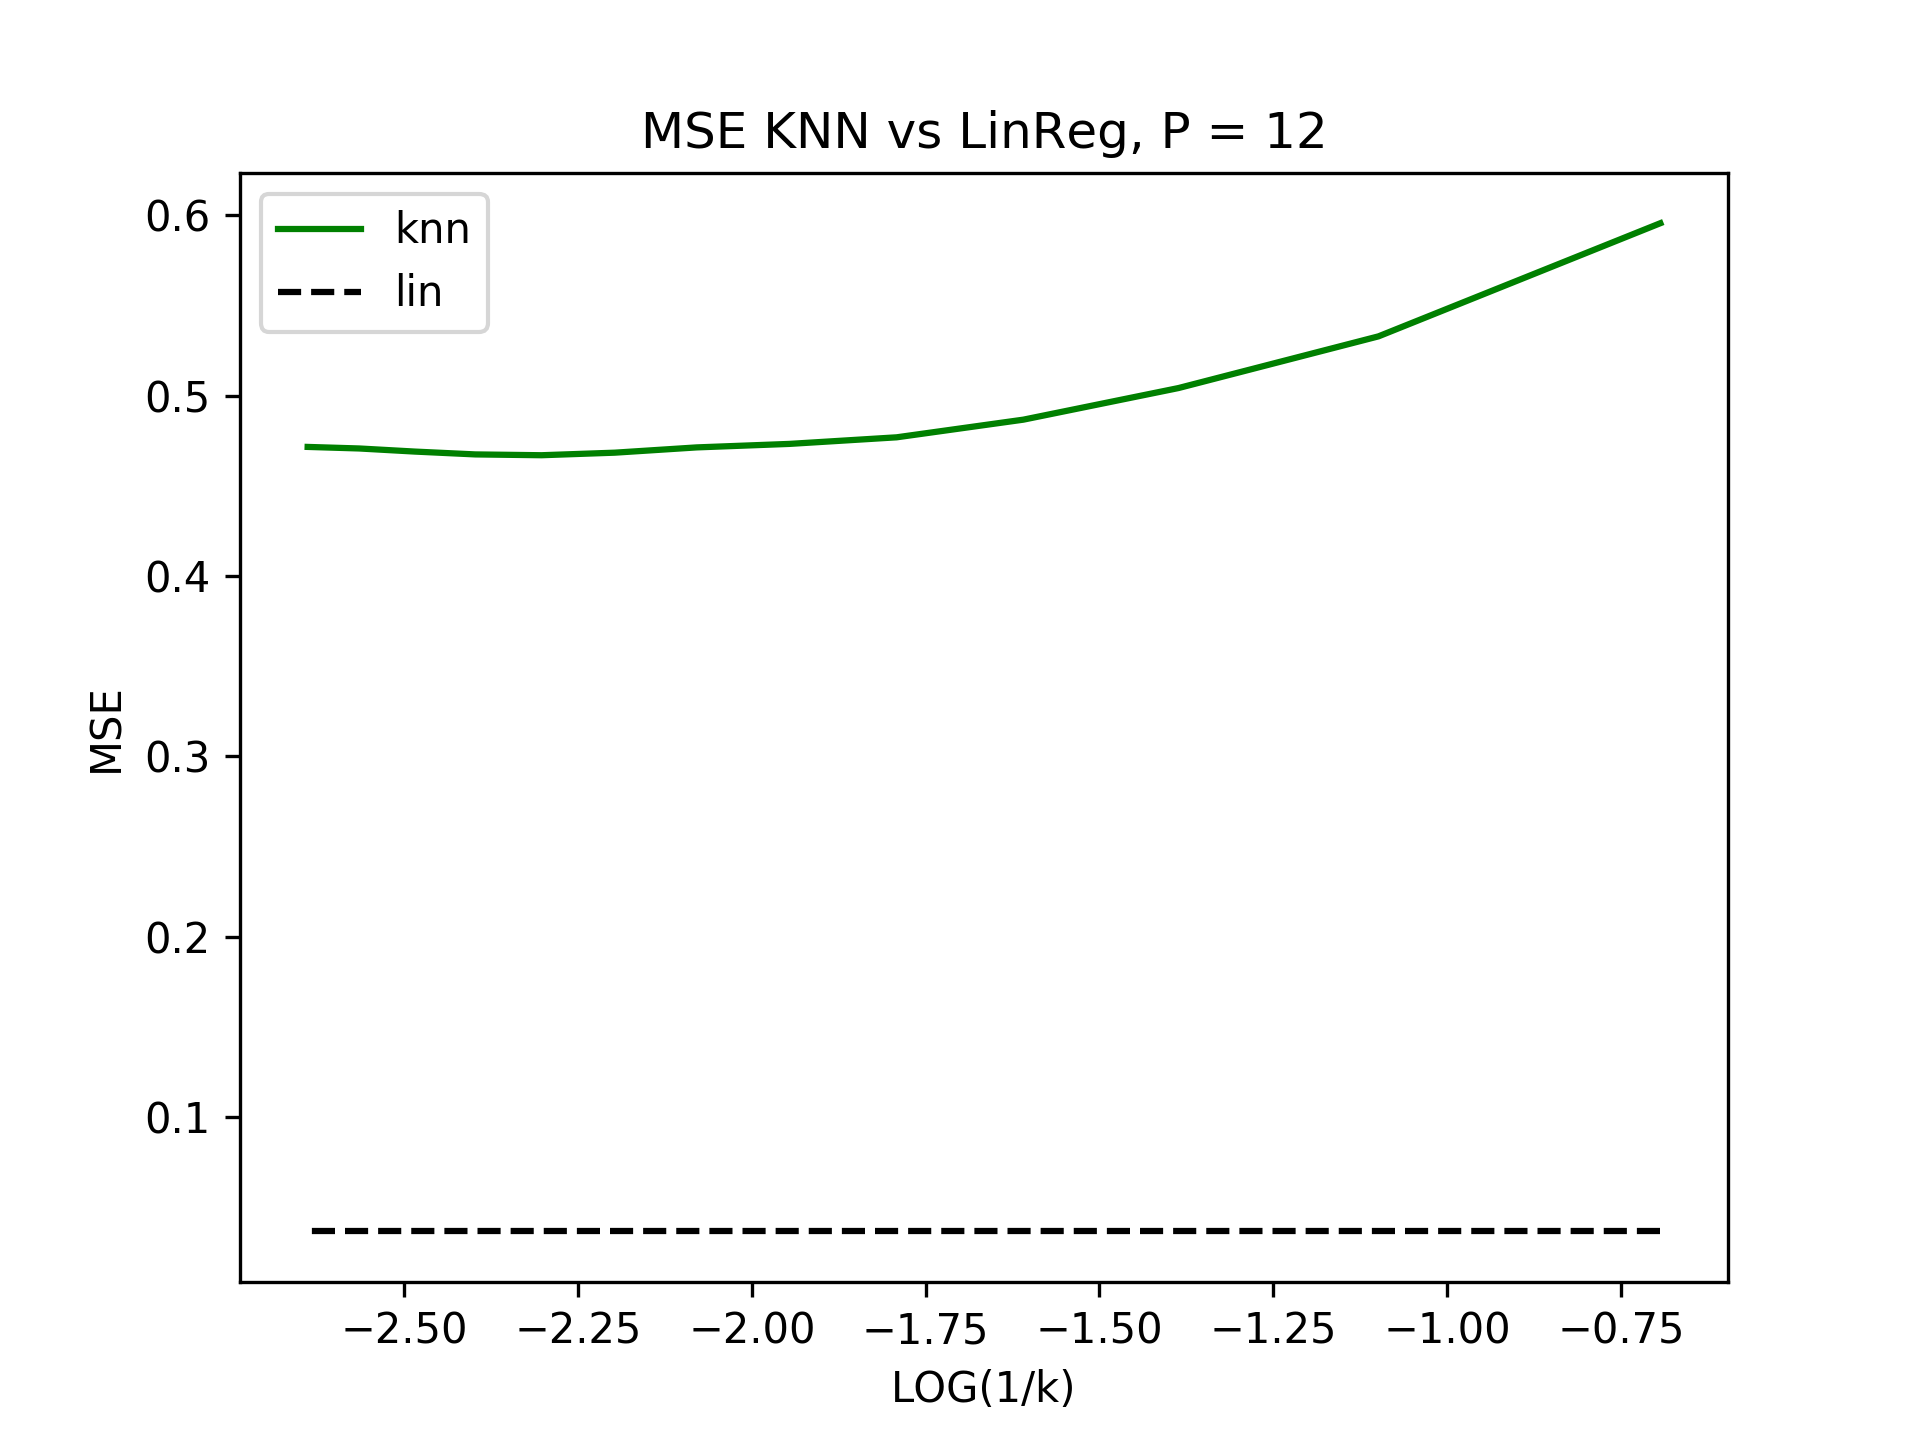 MSE KNN vs LinReg, P = 12
knn
lin
0.6
0.5
0.4
0.3
0.2
0.1
MSE
−2.50 −2.25 −2.00 −1.75 −1.50 −1.25 −1.00 −0.75
LOG(1/k)